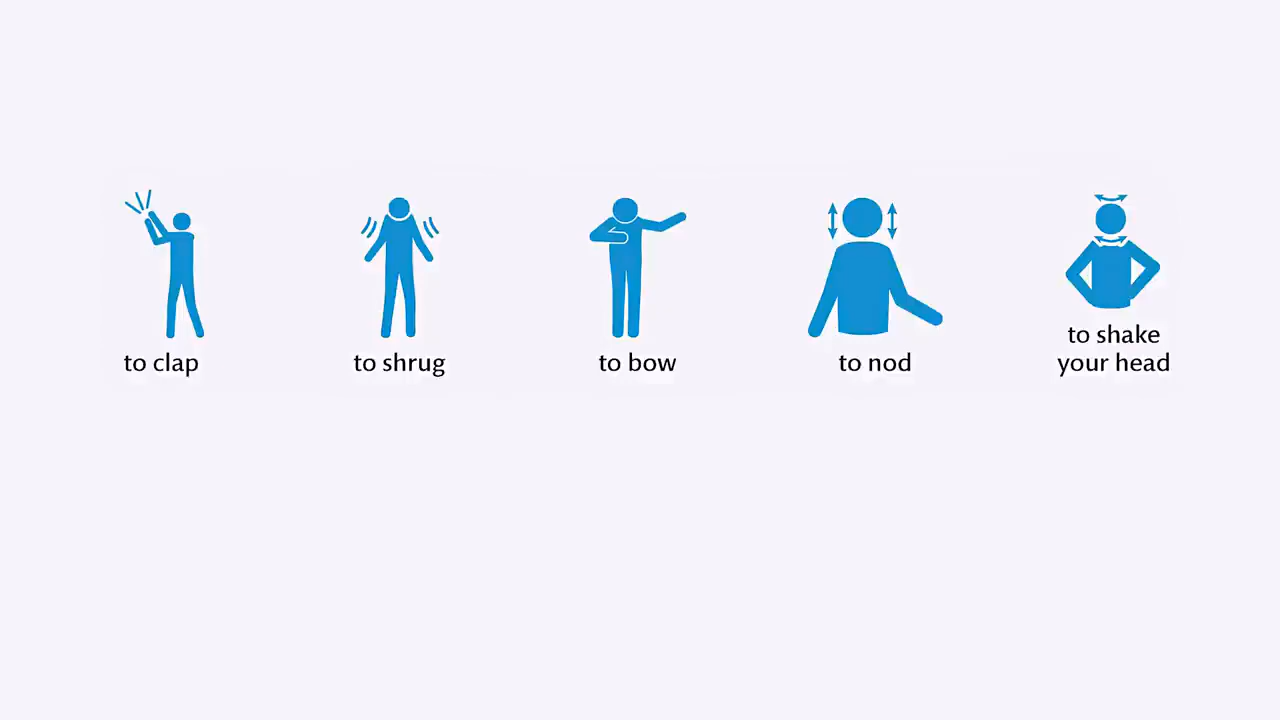 to clap
to shrug
to bow
to nod
to shake
your head